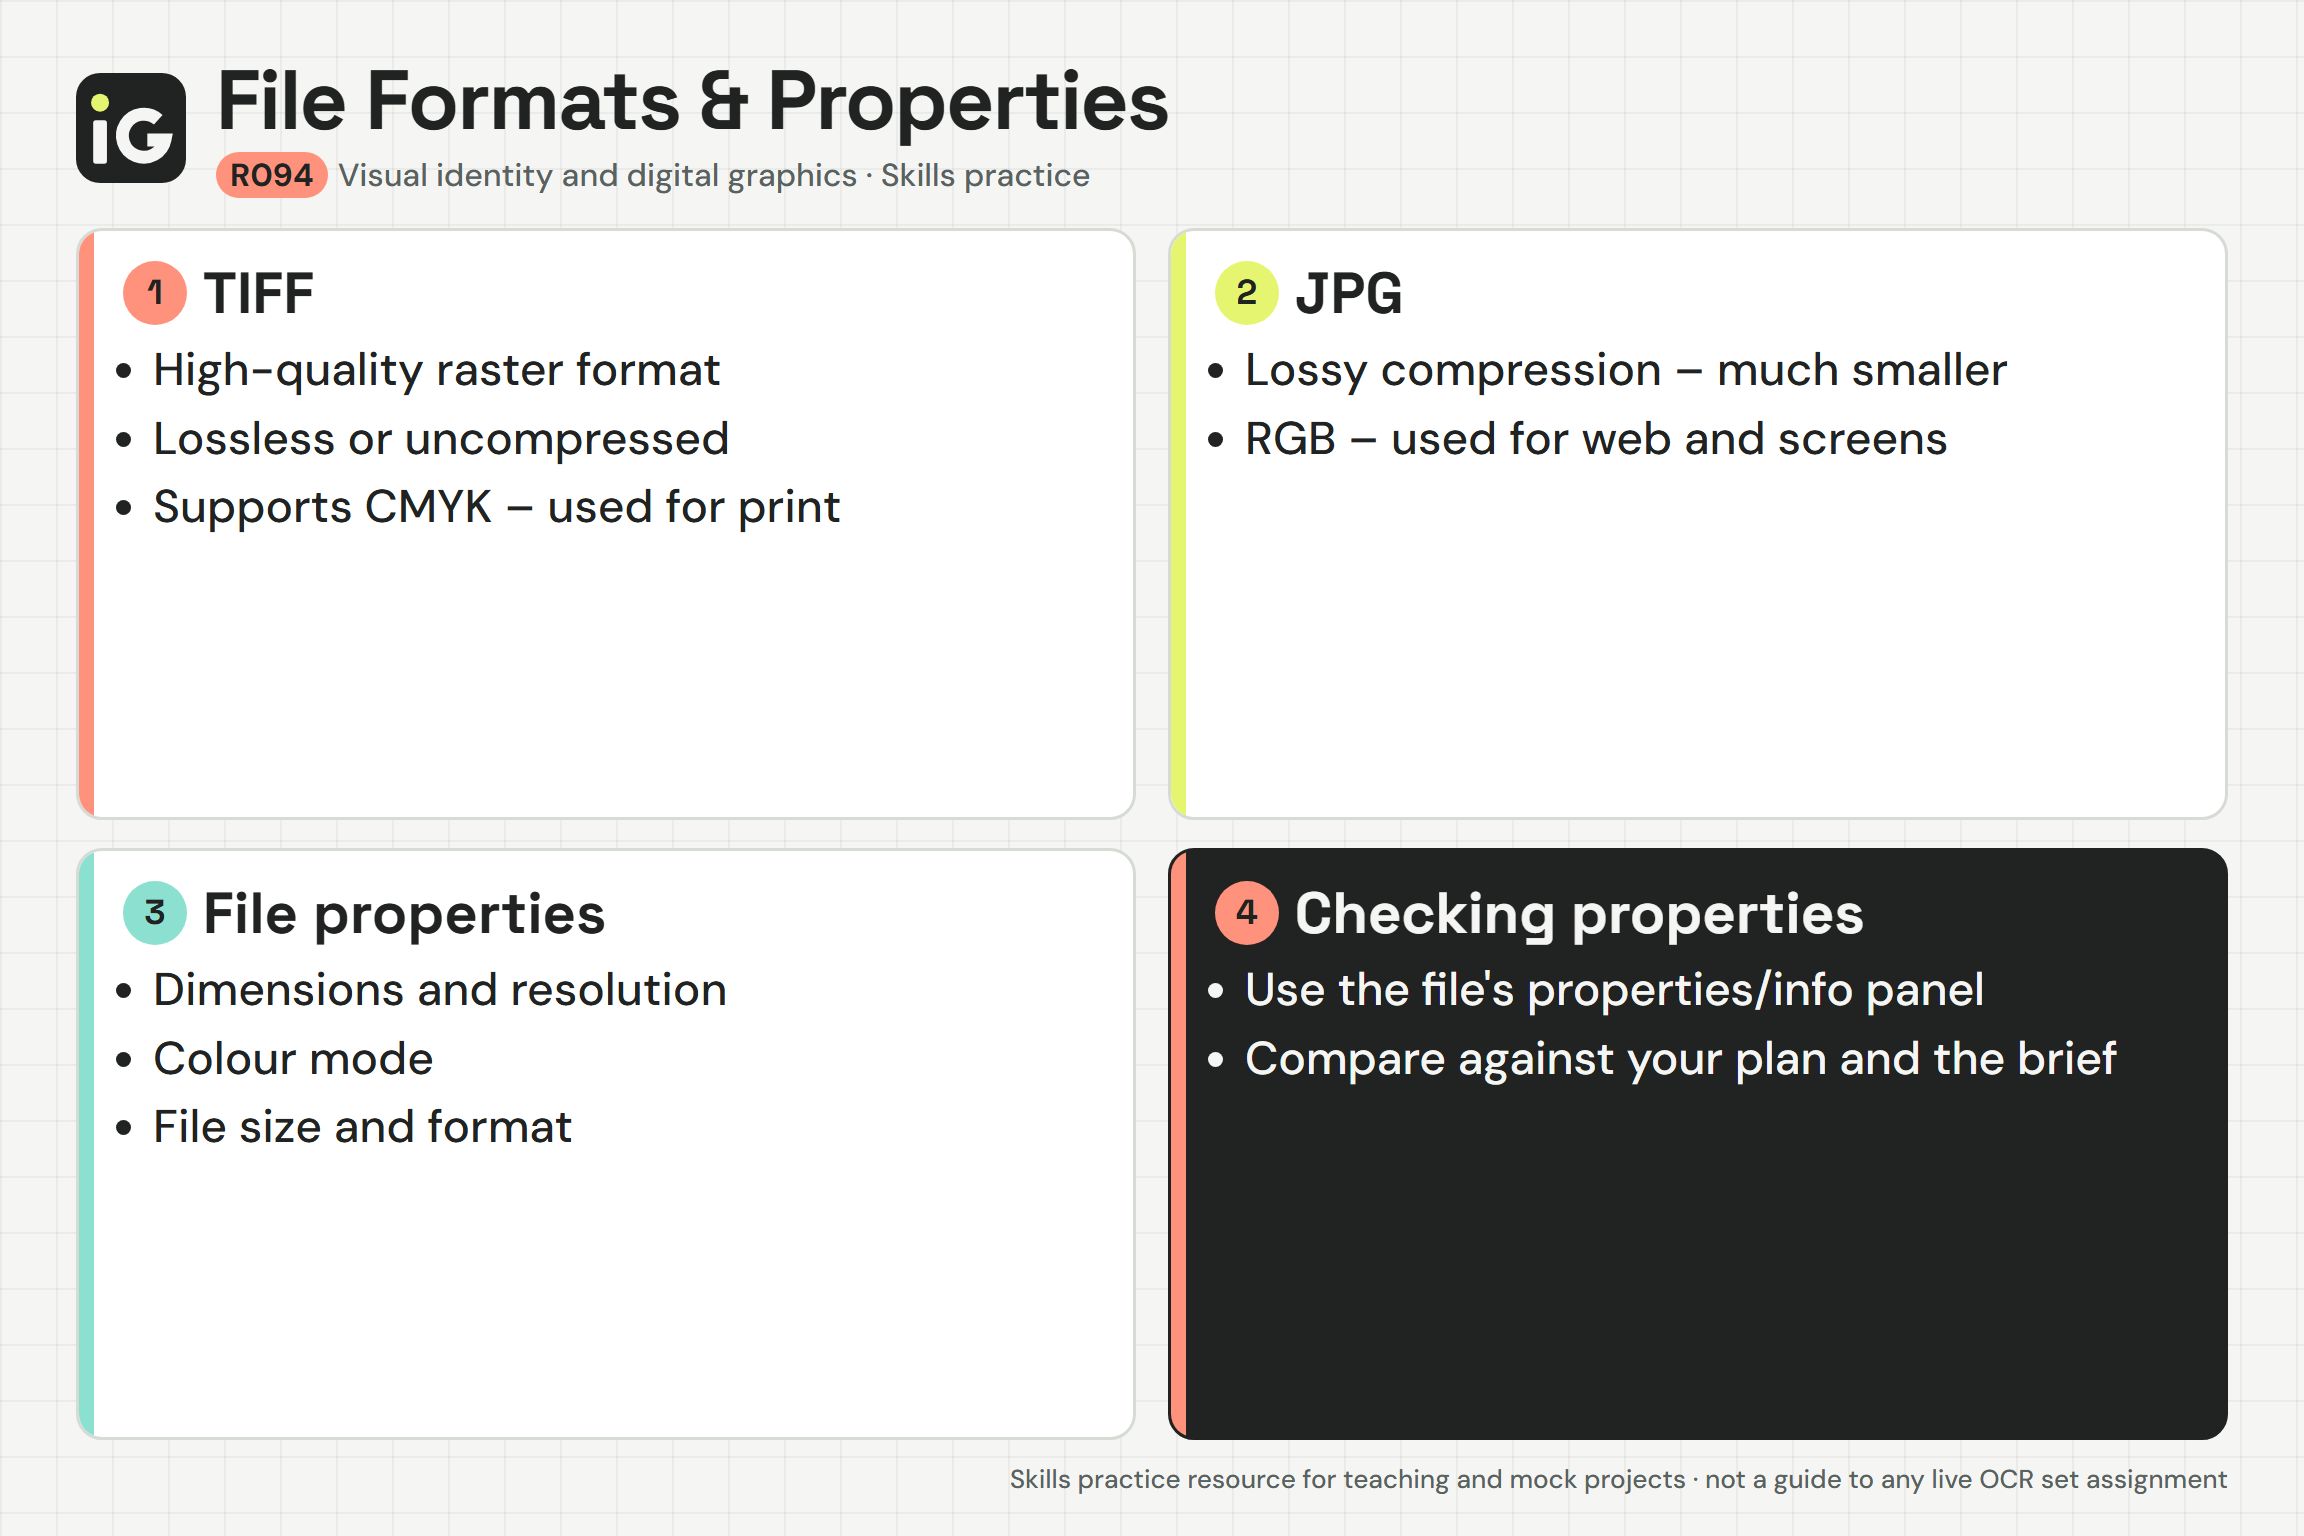 iG
File Formats & Properties
R094 Visual identity and digital graphics · Skills practice
1 TIFF
• High-quality raster format
• Lossless or uncompressed
• Supports CMYK – used for print
2 JPG
• Lossy compression – much smaller
• RGB – used for web and screens
3 File properties
• Dimensions and resolution
• Colour mode
• File size and format
4 Checking properties
• Use the file's properties/info panel
• Compare against your plan and the brief
Skills practice resource for teaching and mock projects · not a guide to any live OCR set assignment